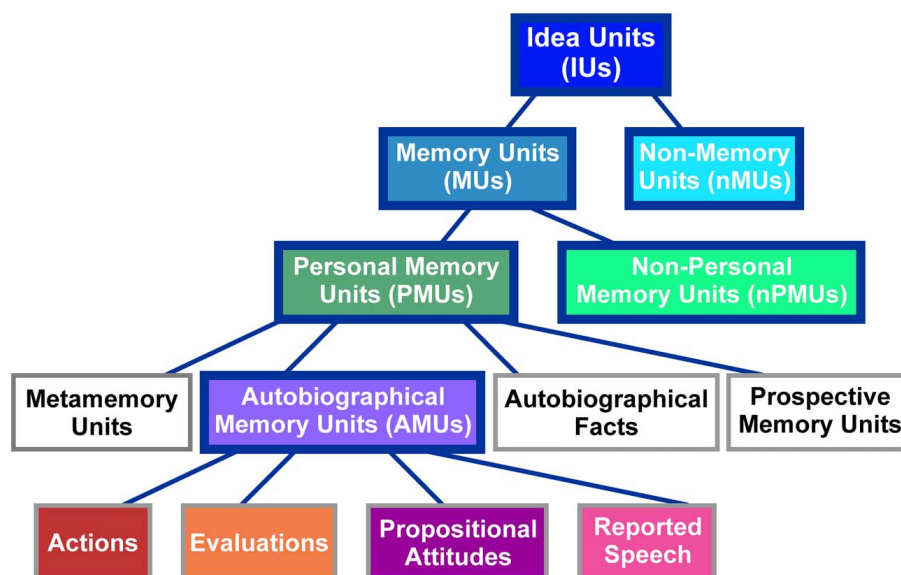 Idea Units
(IUs)
Memory Units
(MUs)
Non-Memory
Units (nMUs)
Personal Memory
Units (PMUs)
Non-Personal
Memory Units (nPMUs)
Metamemory
Units
Autobiographical
Memory Units (AMUs)
Autobiographical
Facts
Prospective
Memory Units
Actions
Evaluations
Propositional
Attitudes
Reported
Speech